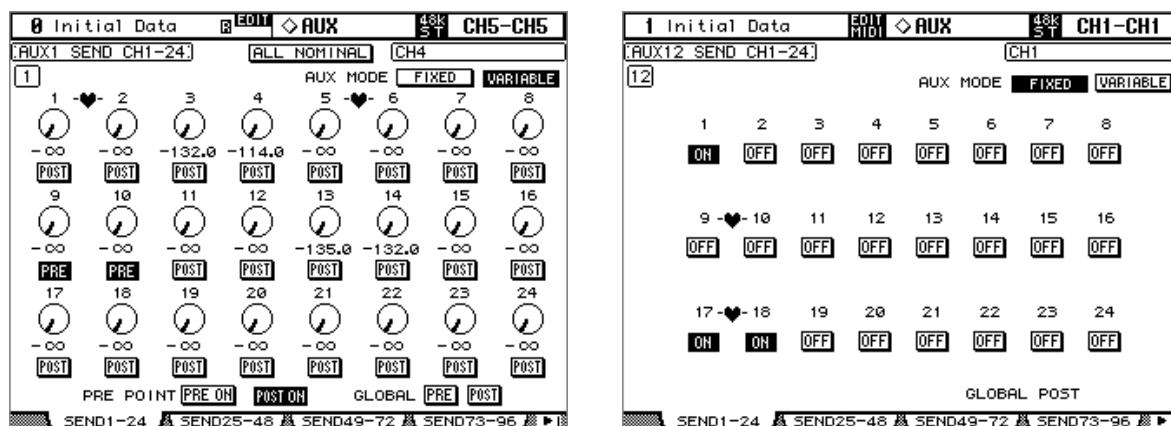 0 Initial Data R EDIT ◇AUX 48K ST CH5-CH5
AUX1 SEND CH1-24 ALL NOMINAL CH4
1 AUX MODE FIXED VARIABLE
1 -♥- 2 3 4 5 -♥- 6 7 8
-∞ -∞ -132.0 -114.0 -∞ -∞ -∞ -∞
POST POST POST POST POST POST POST POST
9 10 11 12 13 14 15 16
-∞ -∞ -∞ -∞ -135.0 -132.0 -∞ -∞
PRE PRE POST POST POST POST POST POST
17 18 19 20 21 22 23 24
-∞ -∞ -∞ -∞ -∞ -∞ -∞ -∞
POST POST POST POST POST POST POST POST
PRE POINT PRE ON POST ON GLOBAL PRE POST
SEND1-24 SEND25-48 SEND49-72 SEND73-96
1 Initial Data EDIT MIDI ◇AUX 48K ST CH1-CH1
AUX12 SEND CH1-24 CH1
12 AUX MODE FIXED VARIABLE
1 2 3 4 5 6 7 8
ON OFF OFF OFF OFF OFF OFF OFF
9 -♥- 10 11 12 13 14 15 16
OFF OFF OFF OFF OFF OFF OFF OFF
17 -♥- 18 19 20 21 22 23 24
ON ON OFF OFF OFF OFF OFF OFF
GLOBAL POST
SEND1-24 SEND25-48 SEND49-72 SEND73-96